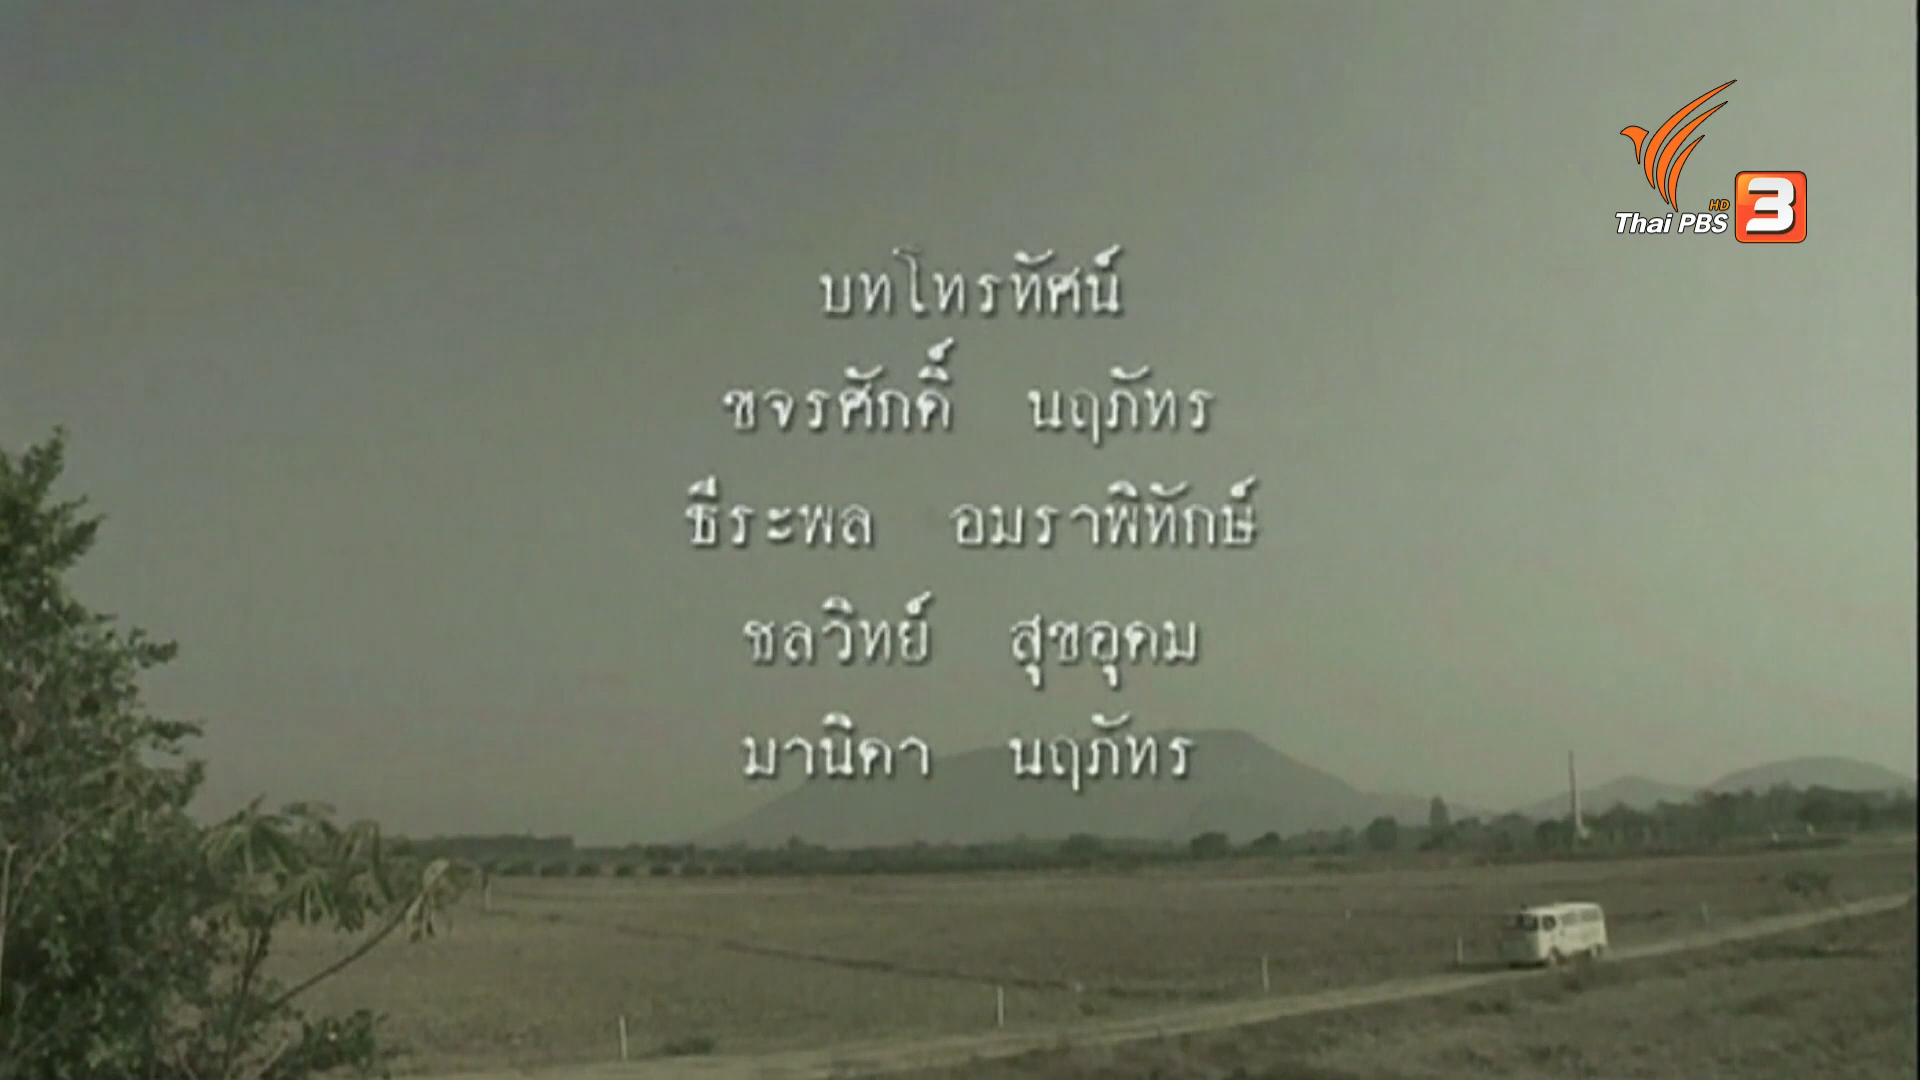 Thai PBS HD 3
บทโทรทัศน์
ขจรศักดิ์ นฤภัทร
ธีระพล อมราพิทักษ์
ชลวิทย์ สุขอุดม
มานิดา นฤภัทร